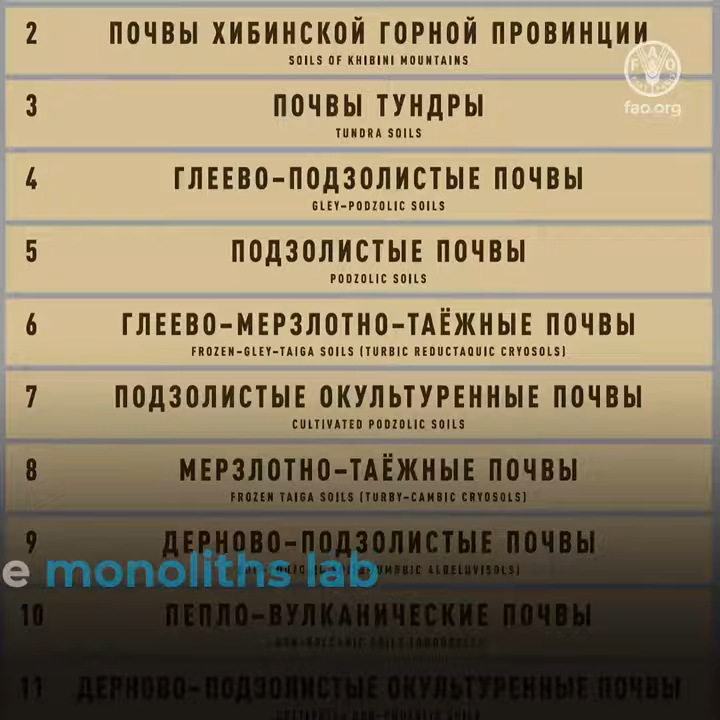 2 ПОЧВЫ ХИБИНСКОЙ ГОРНОЙ ПРОВИНЦИИ
SOILS OF KHIBINI MOUNTAINS
FAO
fao.org
3 ПОЧВЫ ТУНДРЫ
TUNDRA SOILS
4 ГЛЕЕВО-ПОДЗОЛИСТЫЕ ПОЧВЫ
GLEY-PODZOLIC SOILS
5 ПОДЗОЛИСТЫЕ ПОЧВЫ
PODZOLIC SOILS
6 ГЛЕЕВО-МЕРЗЛОТНО-ТАЁЖНЫЕ ПОЧВЫ
FROZEN-GLEY-TAIGA SOILS (TURBIC REDUCTAQUIC CRYOSOLS)
7 ПОДЗОЛИСТЫЕ ОКУЛЬТУРЕННЫЕ ПОЧВЫ
CULTIVATED PODZOLIC SOILS
8 МЕРЗЛОТНО-ТАЁЖНЫЕ ПОЧВЫ
FROZEN TAIGA SOILS (TURBY-CAMBIC CRYOSOLS)
9 ДЕРНОВО-ПОДЗОЛИСТЫЕ ПОЧВЫ
ALBELUVISOLS)
e monoliths lab
10 ПЕПЛО-ВУЛКАНИЧЕСКИЕ ПОЧВЫ
11 ДЕРНОВО-ПОДЗОЛИСТЫЕ ОКУЛЬТУРЕННЫЕ ПОЧВЫ